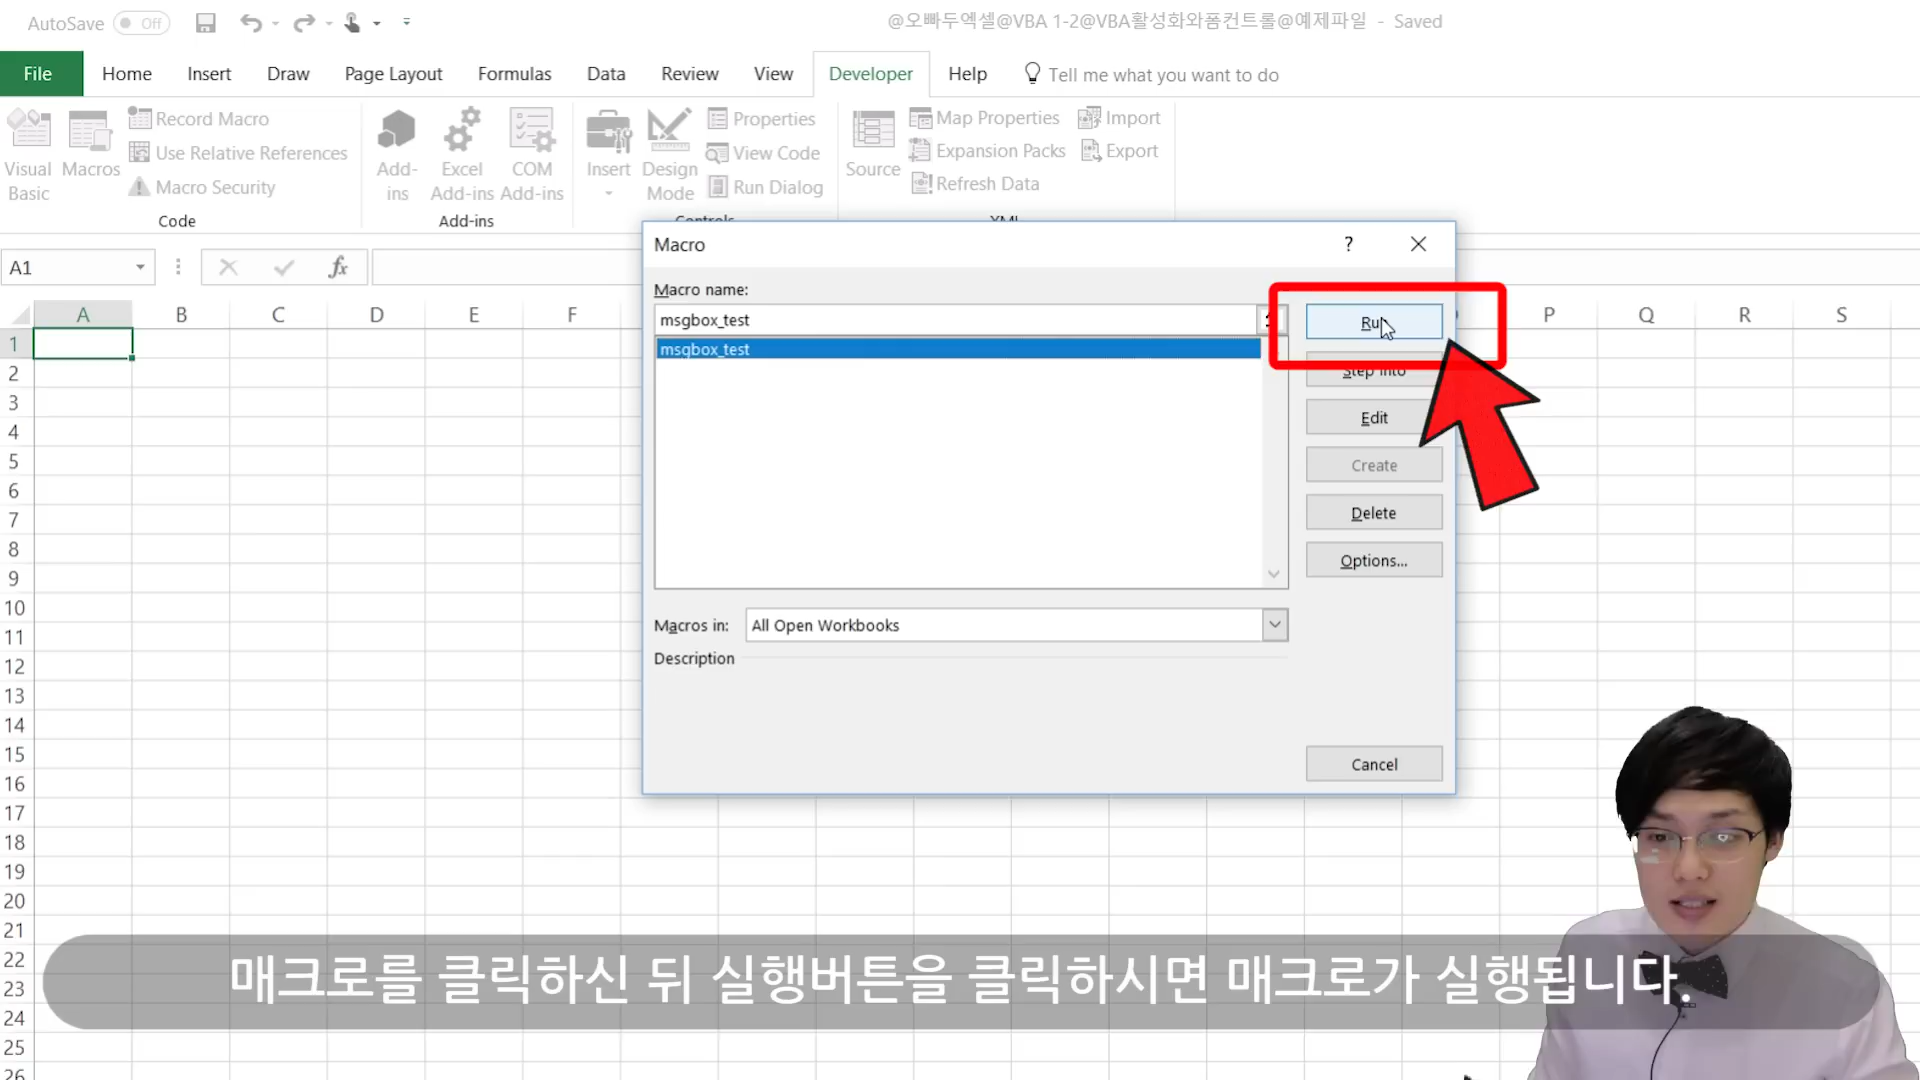 AutoSave Off
@오빠두엑셀@VBA 1-2@VBA활성화와폼컨트롤@예제파일 - Saved
File Home Insert Draw Page Layout Formulas Data Review View Developer Help Tell me what you want to do
Visual Basic
Macros
Record Macro
Use Relative References
Macro Security
Code
Add-ins
Excel Add-ins
COM Add-ins
Add-ins
Insert
Design Mode
Properties
View Code
Run Dialog
Controls
Source
Map Properties
Expansion Packs
Refresh Data
Import
Export
XML
A1
fx
A B C D E F P Q R S
1
2
3
4
5
6
7
8
9
10
11
12
13
14
15
16
17
18
19
20
21
22
23
24
25
26
Macro ?
Macro name:
msgbox_test
msgbox_test
Run
Step Into
Edit
Create
Delete
Options...
Macros in: All Open Workbooks
Description
Cancel
매크로를 클릭하신 뒤 실행버튼을 클릭하시면 매크로가 실행됩니다.